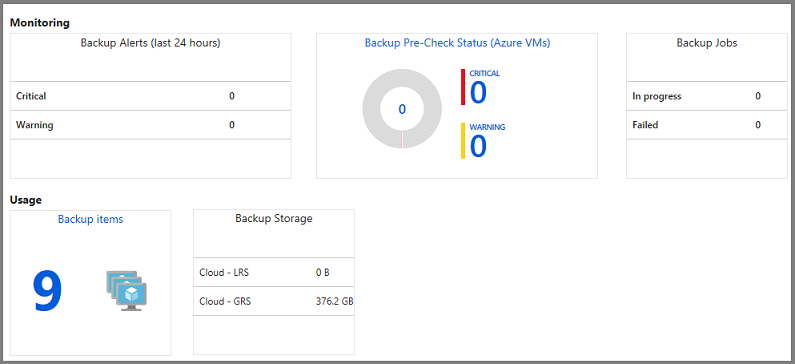 Monitoring
Backup Alerts (last 24 hours)
Critical 0
Warning 0
Backup Pre-Check Status (Azure VMs)
0
CRITICAL
0
WARNING
0
Backup Jobs
In progress 0
Failed 0
Usage
Backup items
9
Backup Storage
Cloud - LRS 0 B
Cloud - GRS 376.2 GB